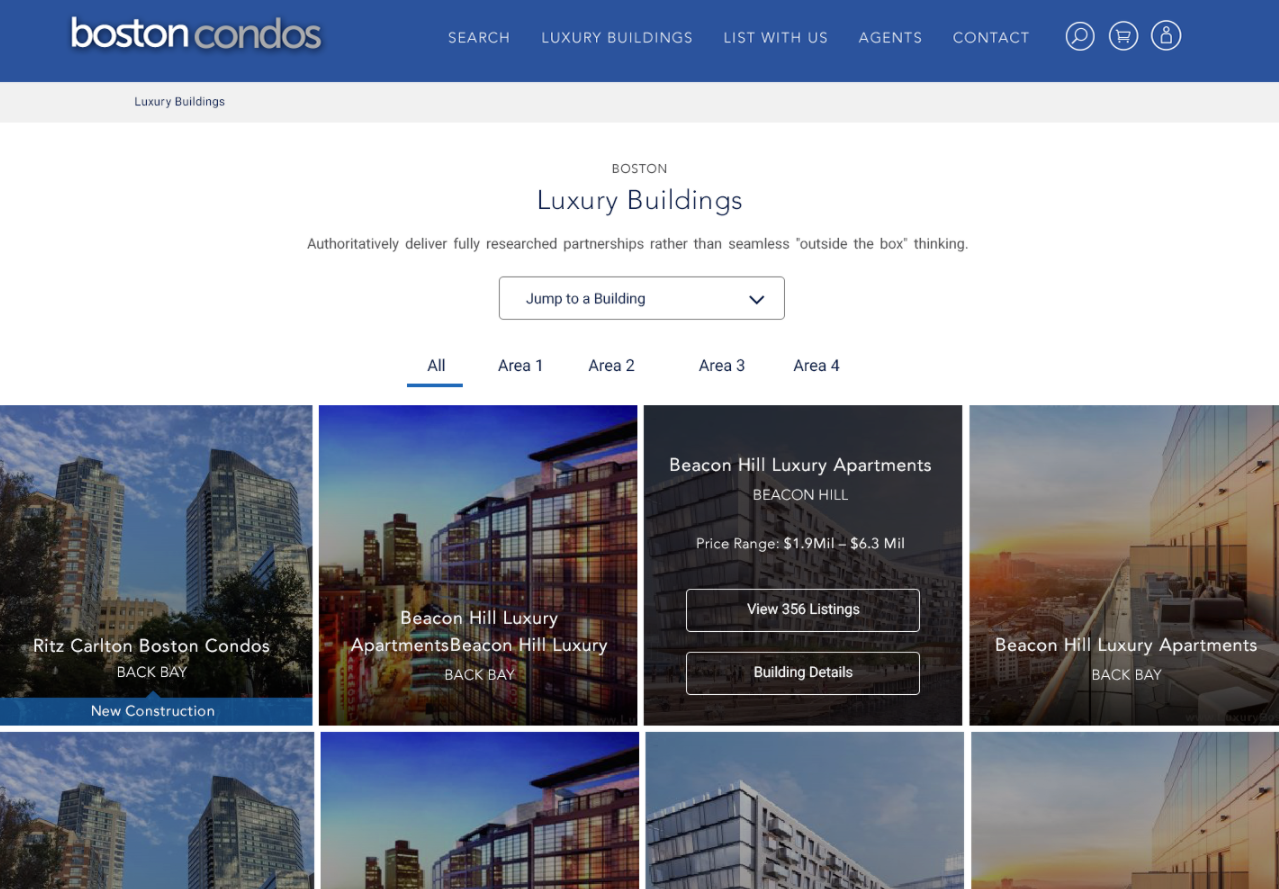 boston condos
SEARCH LUXURY BUILDINGS LIST WITH US AGENTS CONTACT
Luxury Buildings
BOSTON
Luxury Buildings
Authoritatively deliver fully researched partnerships rather than seamless "outside the box" thinking.
Jump to a Building
All Area 1 Area 2 Area 3 Area 4
Ritz Carlton Boston Condos
BACK BAY
New Construction
Beacon Hill Luxury
ApartmentsBeacon Hill Luxury
BACK BAY
Beacon Hill Luxury Apartments
BEACON HILL
Price Range: $1.9Mil – $6.3 Mil
View 356 Listings
Building Details
Beacon Hill Luxury Apartments
BACK BAY